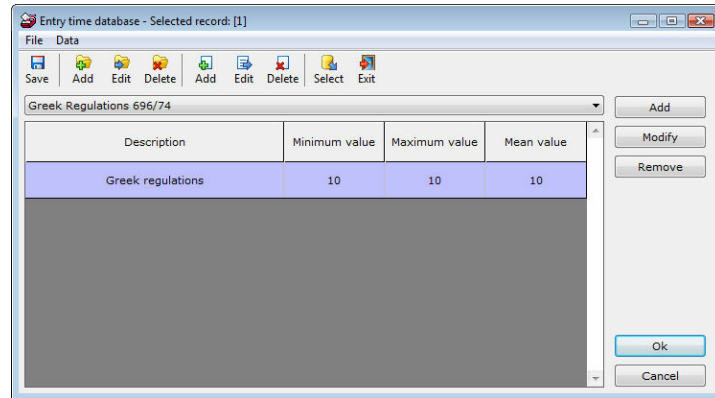 Entry time database - Selected record: [1]
File Data
Save Add Edit Delete Add Edit Delete Select Exit
Greek Regulations 696/74
Add
Description Minimum value Maximum value Mean value
Modify
Greek regulations 10 10 10
Remove
Ok
Cancel